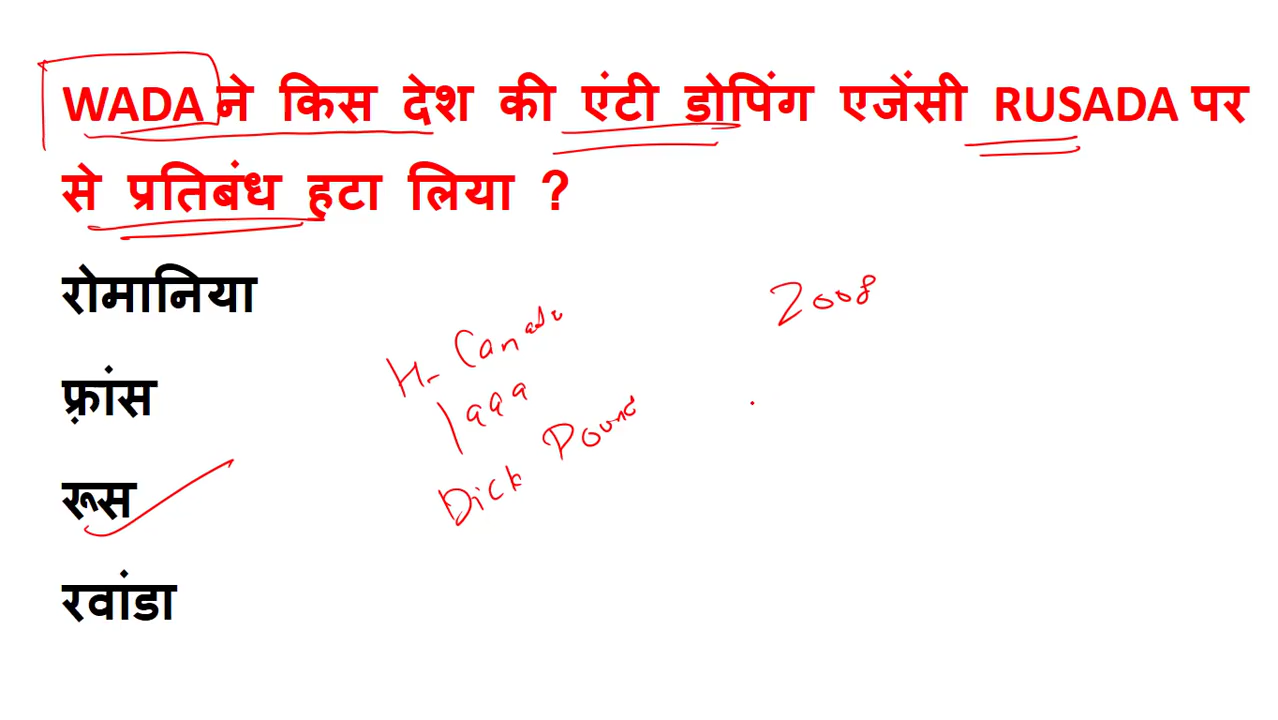 WADA ने किस देश की एंटी डोपिंग एजेंसी RUSADA पर
से प्रतिबंध हटा लिया ?
रोमानिया
2008
H- Canada
फ़्रांस
1999
Dick Pound
रूस
रवांडा